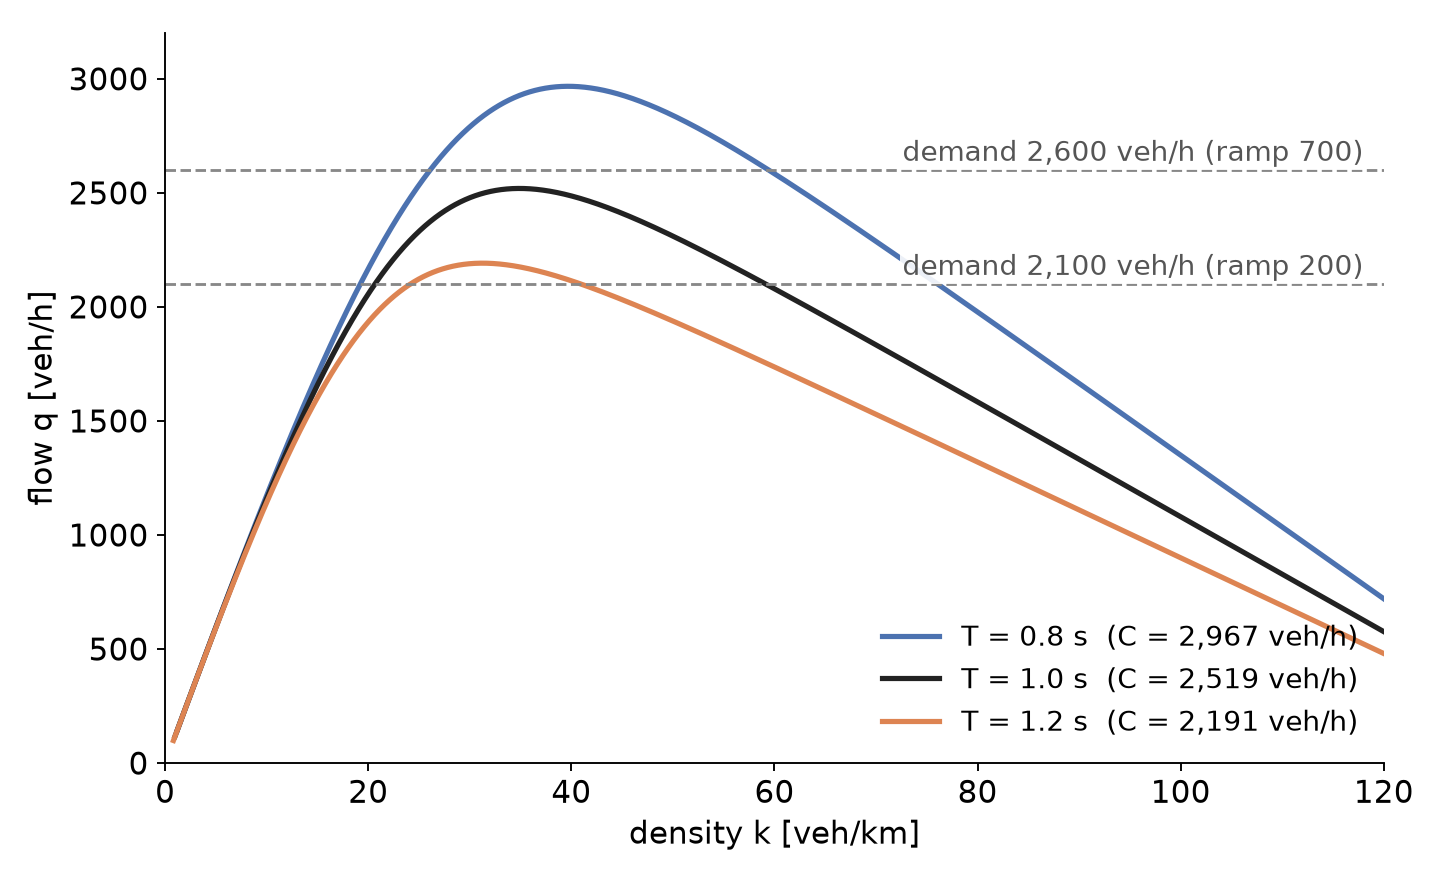 3000
2500
2000
1500
1000
500
0
flow q [veh/h]
demand 2,600 veh/h (ramp 700)
demand 2,100 veh/h (ramp 200)
T = 0.8 s (C = 2,967 veh/h)
T = 1.0 s (C = 2,519 veh/h)
T = 1.2 s (C = 2,191 veh/h)
0 20 40 60 80 100 120
density k [veh/km]